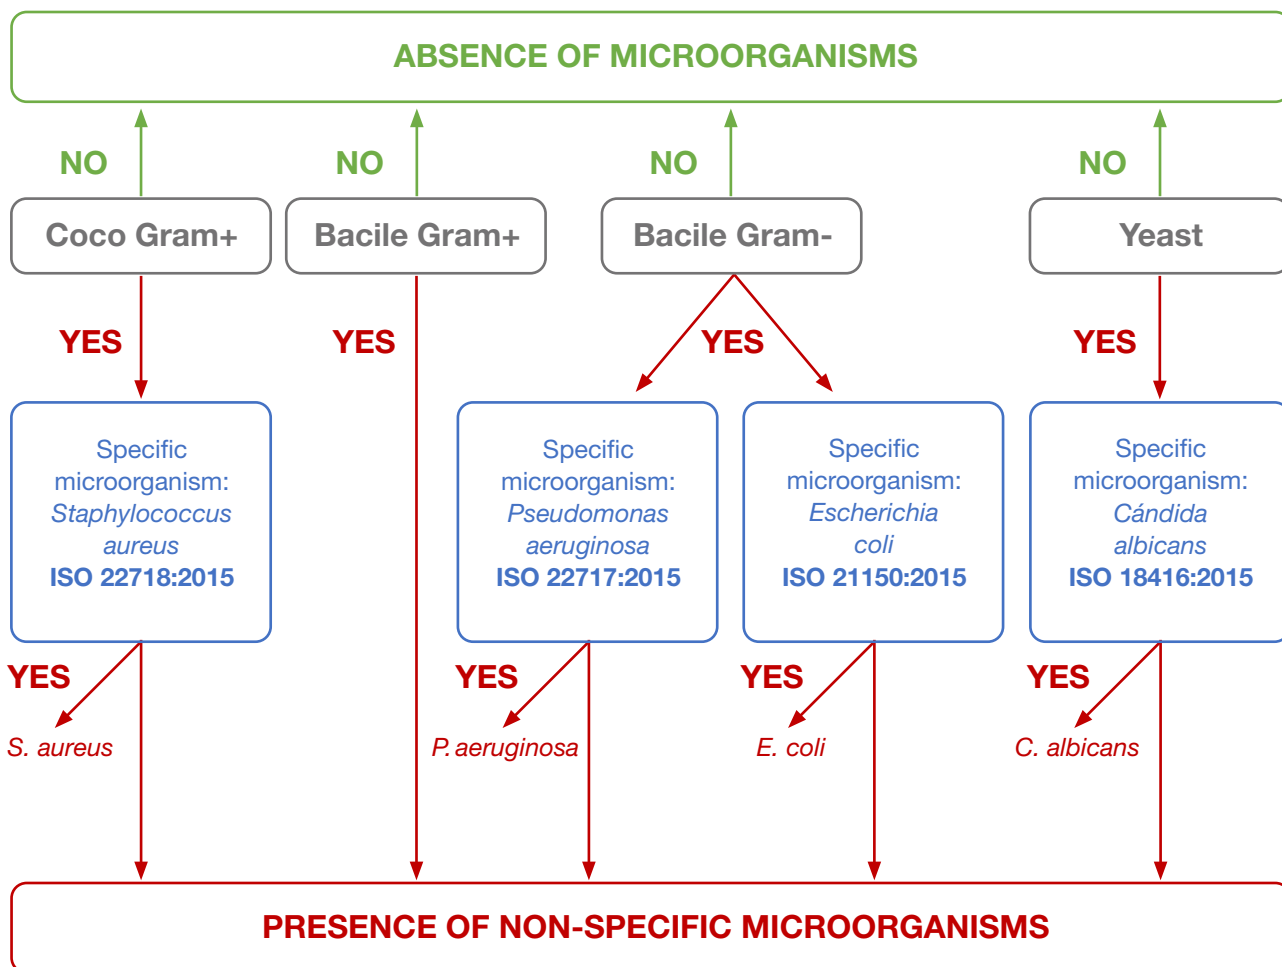 ABSENCE OF MICROORGANISMS
NO
NO
NO
NO
Coco Gram+
Bacile Gram+
Bacile Gram-
Yeast
YES
YES
YES
YES
Specific
microorganism:
Staphylococcus
aureus
ISO 22718:2015
Specific
microorganism:
Pseudomonas
aeruginosa
ISO 22717:2015
Specific
microorganism:
Escherichia
coli
ISO 21150:2015
Specific
microorganism:
Cándida
albicans
ISO 18416:2015
YES
S. aureus
YES
P. aeruginosa
YES
E. coli
YES
C. albicans
PRESENCE OF NON-SPECIFIC MICROORGANISMS